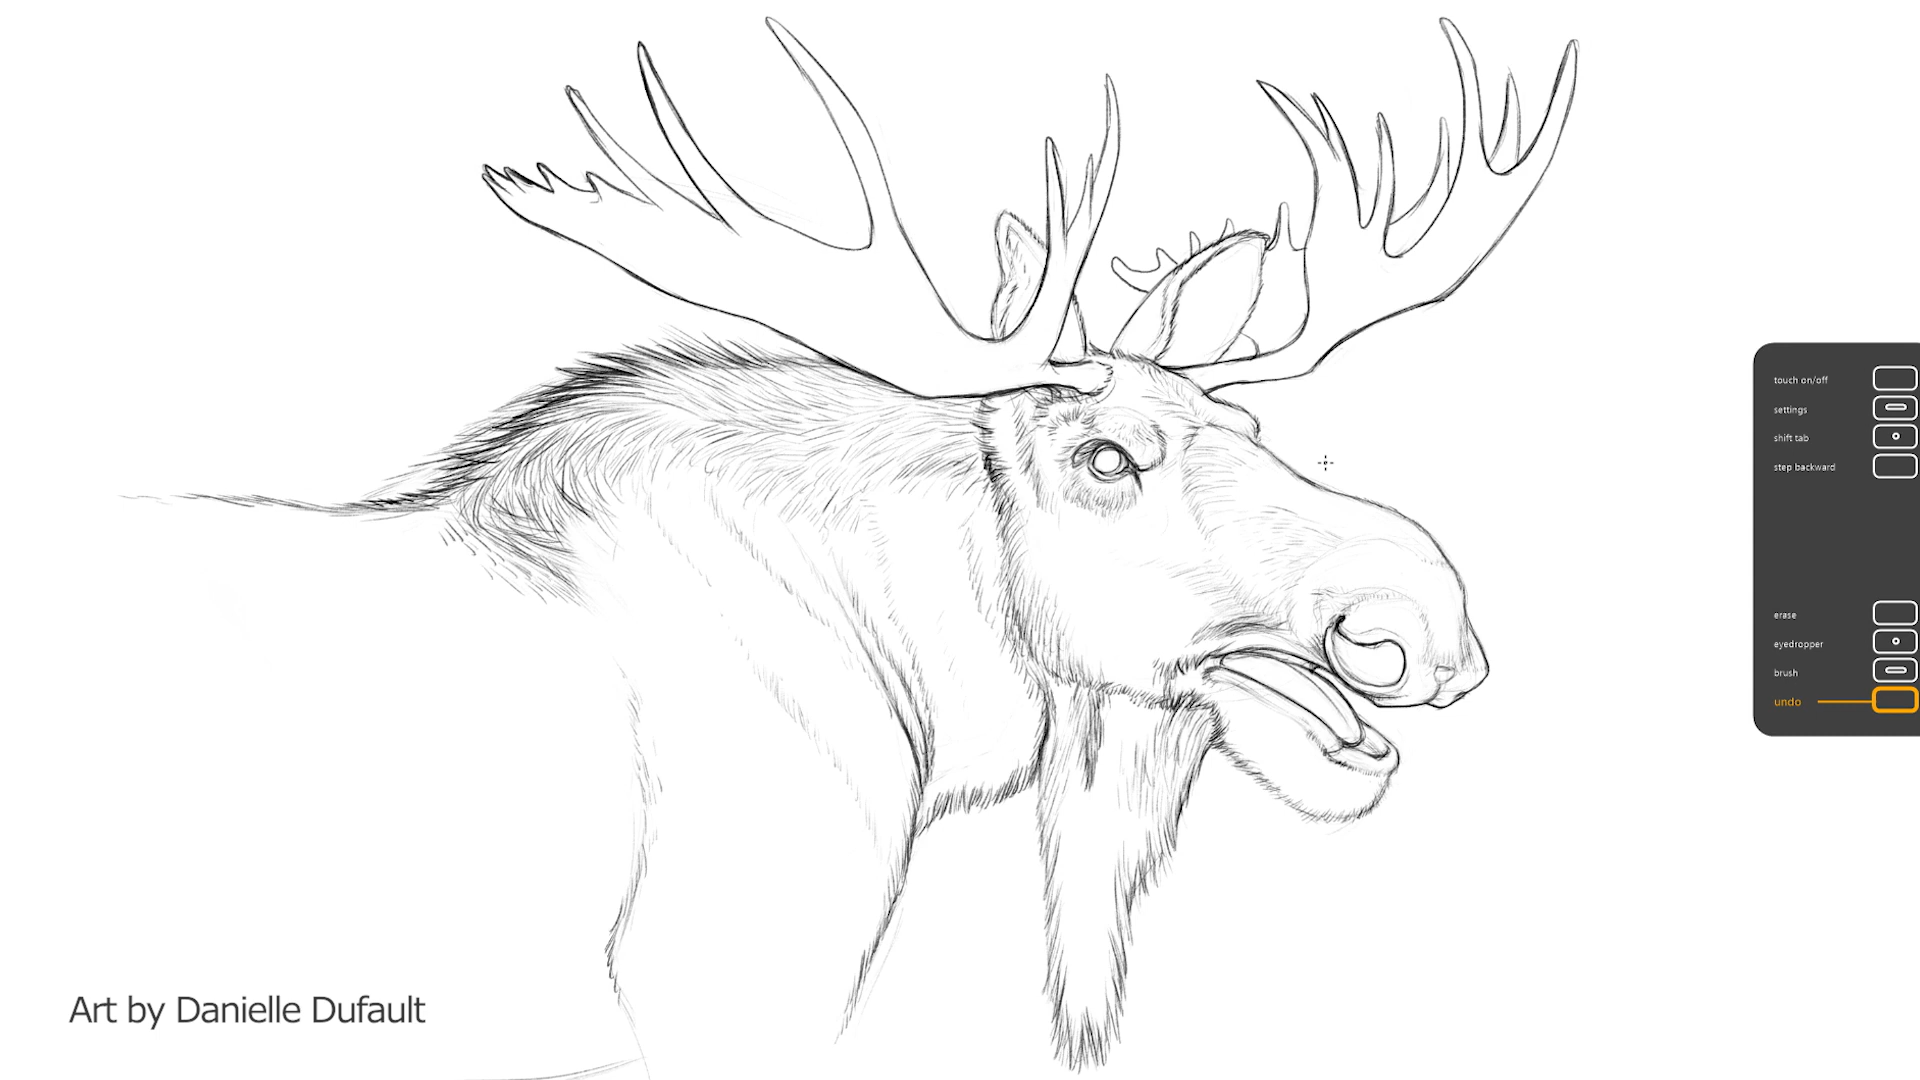 touch on/off
settings
shift tab
step backward
erase
eyedropper
brush
undo
Art by Danielle Dufault